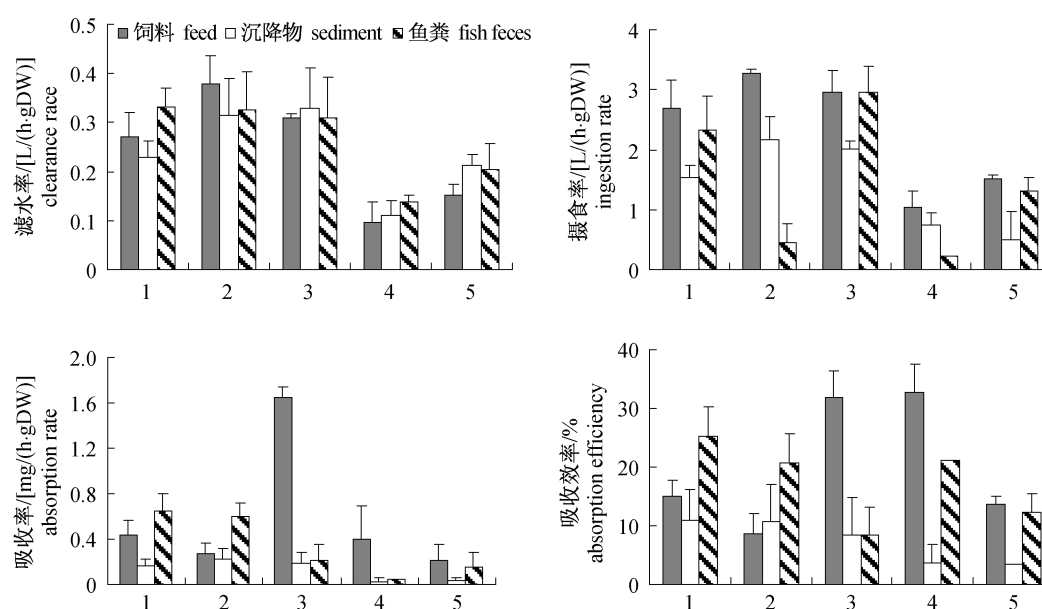 0.5
0.4
0.3
0.2
0.1
0
饲料 feed 沉降物 sediment 鱼粪 fish feces
滤水率/[L/(h·gDW)]
clearance race
1 2 3 4 5
4
3
2
1
0
摄食率/[L/(h·gDW)]
ingestion rate
1 2 3 4 5
2.0
1.6
1.2
0.8
0.4
0
吸收率/[mg/(h·gDW)]
absorption rate
1 2 3 4 5
40
30
20
10
0
吸收效率/%
absorption efficiency
1 2 3 4 5